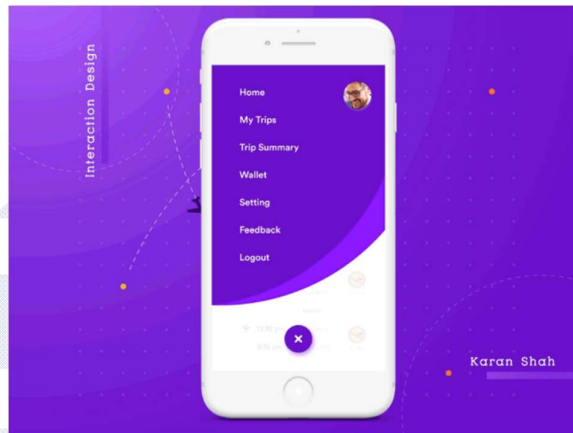 Interaction Design
Home
My Trips
Trip Summary
Wallet
Setting
Feedback
Logout
Karan Shah